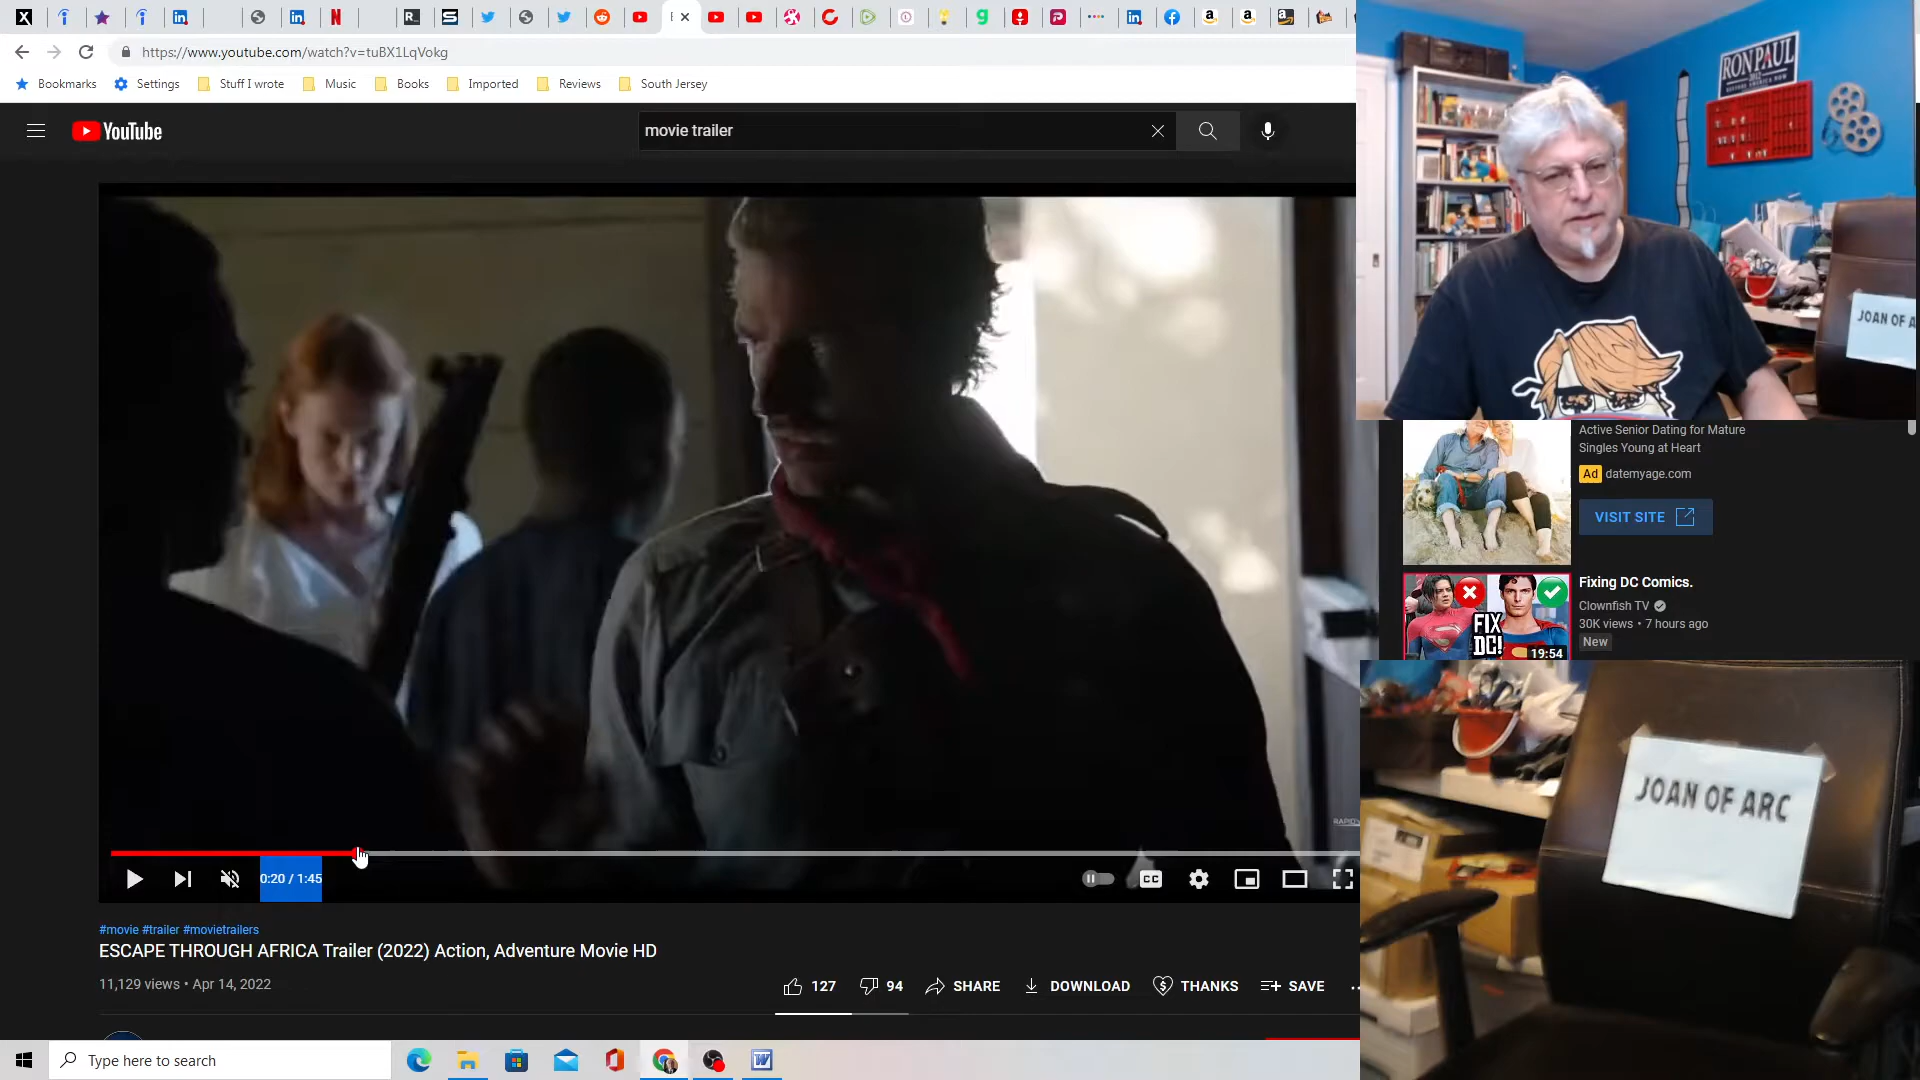 https://www.youtube.com/watch?v=tuBX1LqVokg
Bookmarks
Settings
Stuff I wrote
Music
Books
Imported
Reviews
South Jersey
YouTube
movie trailer
RON PAUL
2012
JOAN OF A
Active Senior Dating for Mature
Singles Young at Heart
Ad datemyage.com
VISIT SITE
FIX
DC!
19:54
Fixing DC Comics.
Clownfish TV
30K views • 7 hours ago
New
JOAN OF ARC
0:20 / 1:45
CC
#movie #trailer #movietrailers
ESCAPE THROUGH AFRICA Trailer (2022) Action, Adventure Movie HD
11,129 views • Apr 14, 2022
127
94
SHARE
DOWNLOAD
THANKS
SAVE
Type here to search